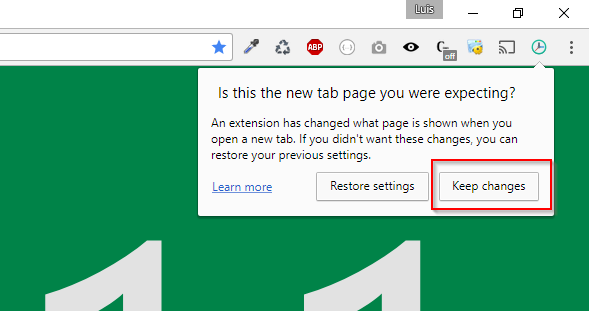 Luis
ABP
C
off
Is this the new tab page you were expecting?
An extension has changed what page is shown when you
open a new tab. If you didn't want these changes, you can
restore your previous settings.
Learn more
Restore settings
Keep changes
1 1